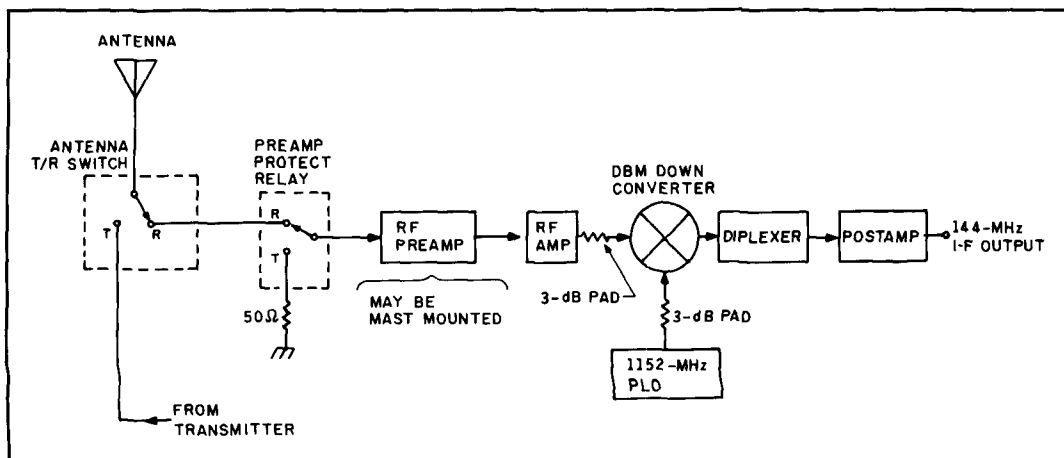 ANTENNA
ANTENNA
T/R SWITCH
T
R
PREAMP
PROTECT
RELAY
R
T
50Ω
FROM
TRANSMITTER
RF
PREAMP
MAY BE
MAST MOUNTED
RF
AMP
3-dB PAD
DBM DOWN
CONVERTER
3-dB PAD
1152-MHz
PLO
DIPLEXER
POSTAMP
144-MHz
I-F OUTPUT